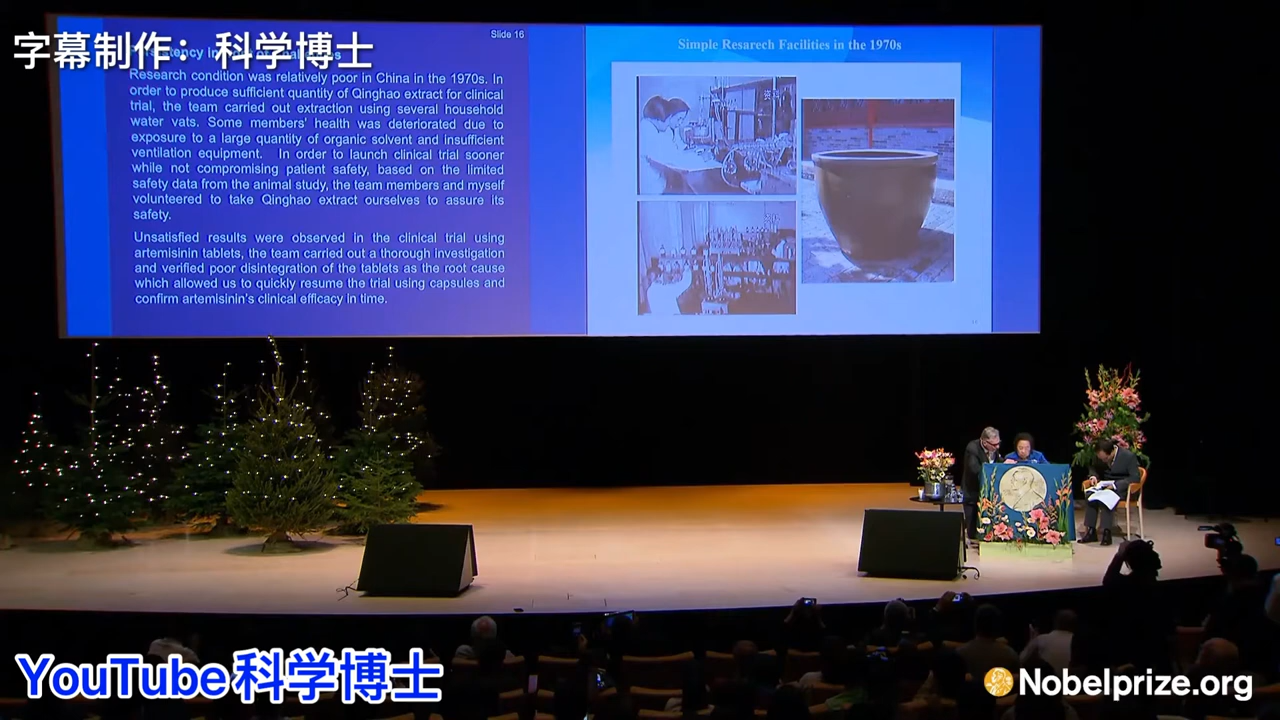 字幕制作：科学博士
Slide 16
Research condition was relatively poor in China in the 1970s. In
order to produce sufficient quantity of Qinghao extract for clinical
trial, the team carried out extraction using several household
water vats. Some members' health was deteriorated due to
exposure to a large quantity of organic solvent and insufficient
ventilation equipment. In order to launch clinical trial sooner
while not compromising patient safety, based on the limited
safety data from the animal study, the team members and myself
volunteered to take Qinghao extract ourselves to assure its
safety.
Unsatisfied results were observed in the clinical trial using
artemisinin tablets, the team carried out a thorough investigation
and verified poor disintegration of the tablets as the root cause
which allowed us to quickly resume the trial using capsules and
confirm artemisinin's clinical efficacy in time.
Simple Resarech Facilities in the 1970s
YouTube科学博士
Nobelprize.org